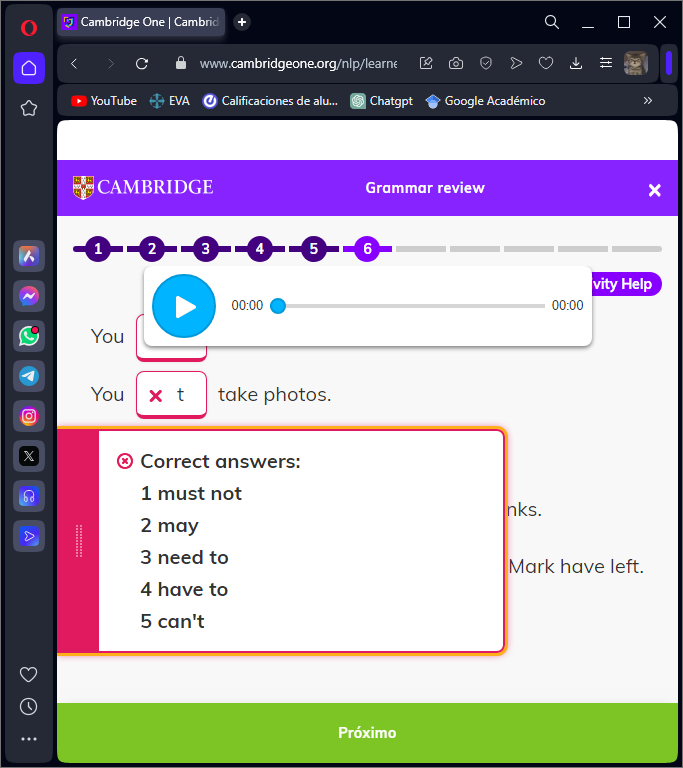 Cambridge One | Cambrid
www.cambridgeone.org/nlp/learne
YouTube EVA Calificaciones de alu... Chatgpt Google Académico »
CAMBRIDGE Grammar review
1 2 3 4 5 6
vity Help
00:00 00:00
You
You t take photos.
Correct answers:
1 must not
2 may
3 need to
4 have to
5 can't
nks.
Mark have left.
Próximo